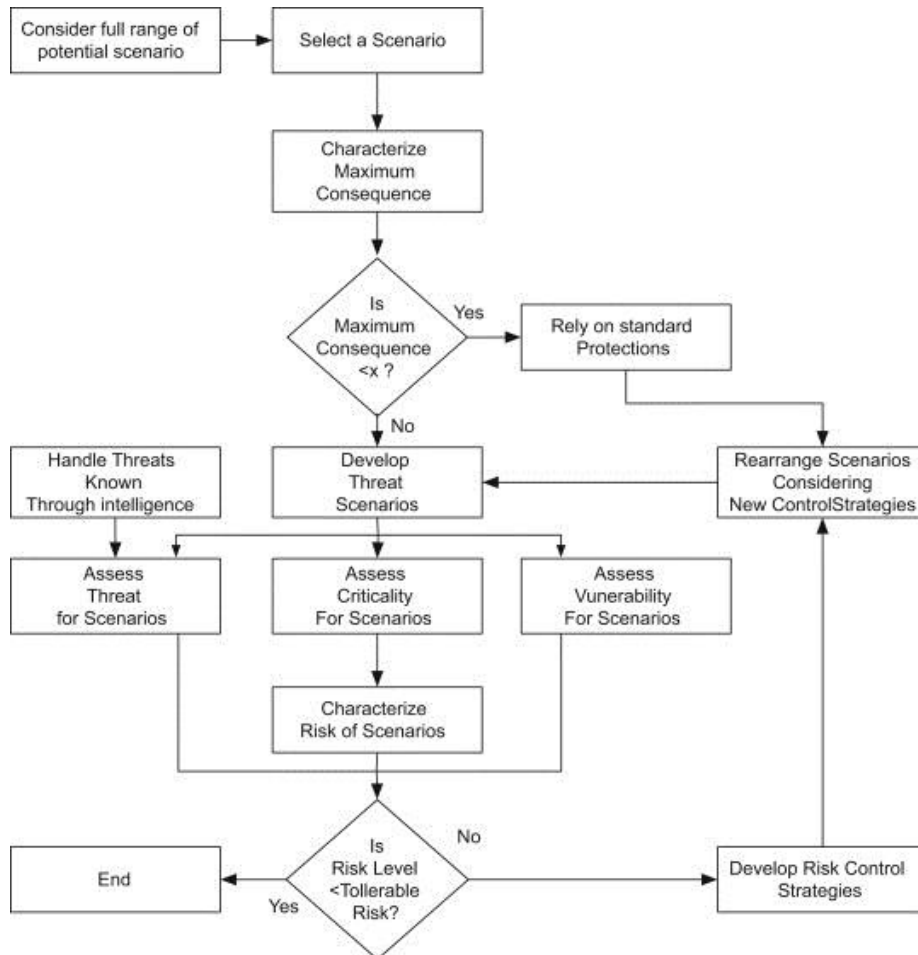 Consider full range of
potential scenario
Select a Scenario
Characterize
Maximum
Consequence
Is
Maximum
Consequence
<x ?
Yes
Rely on standard
Protections
No
Handle Threats
Known
Through intelligence
Develop
Threat
Scenarios
Rearrange Scenarios
Considering
New ControlStrategies
Assess
Threat
for Scenarios
Assess
Criticality
For Scenarios
Assess
Vunerability
For Scenarios
Characterize
Risk of Scenarios
Is
Risk Level
<Tollerable
Risk?
No
Yes
End
Develop Risk Control
Strategies